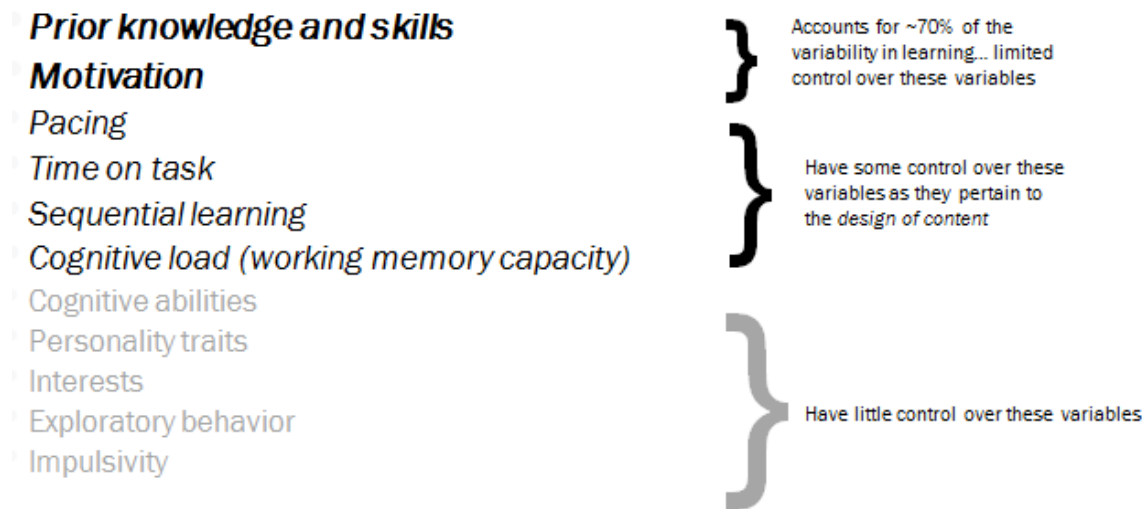 Prior knowledge and skills
Motivation
Pacing
Time on task
Sequential learning
Cognitive load (working memory capacity)
Cognitive abilities
Personality traits
Interests
Exploratory behavior
Impulsivity
Accounts for ~70% of the
variability in learning... limited
control over these variables
Have some control over these
variables as they pertain to
the design of content
Have little control over these variables